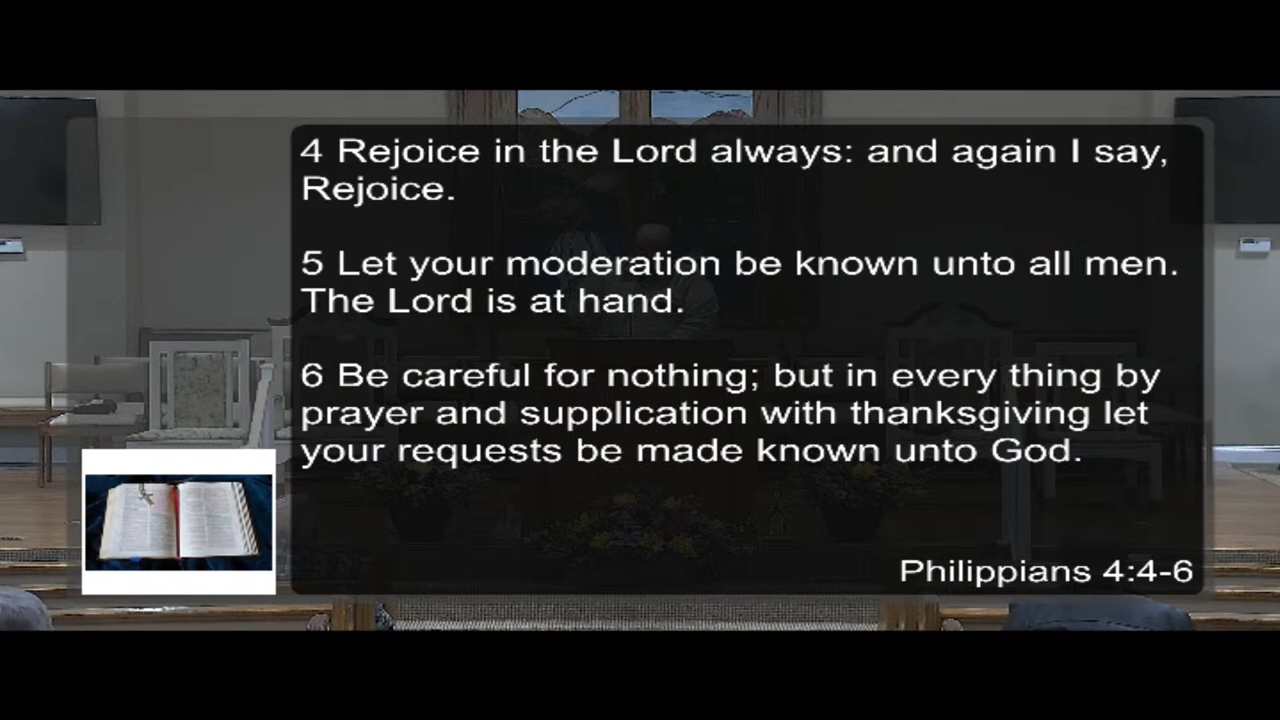 4 Rejoice in the Lord always: and again I say,
Rejoice.
5 Let your moderation be known unto all men.
The Lord is at hand.
6 Be careful for nothing; but in every thing by
prayer and supplication with thanksgiving let
your requests be made known unto God.
Philippians 4:4-6